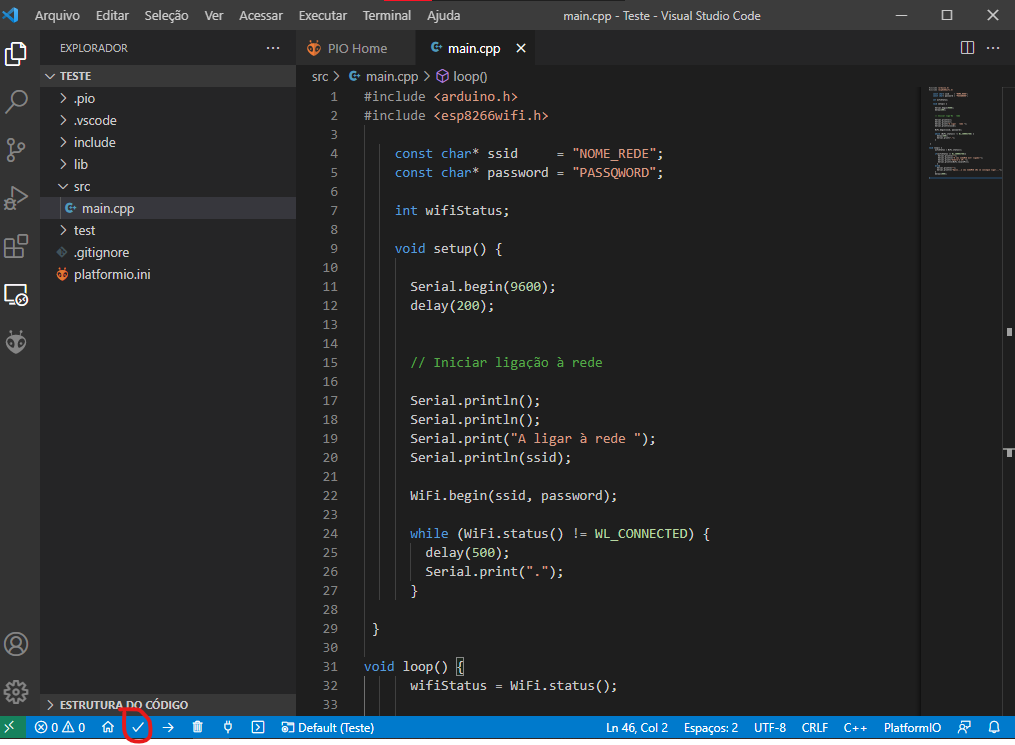 Arquivo Editar Seleção Ver Acessar Executar Terminal Ajuda main.cpp - Teste - Visual Studio Code
EXPLORADOR
PIO Home
main.cpp
TESTE
.pio
.vscode
include
lib
src
main.cpp
test
.gitignore
platformio.ini
ESTRUTURA DO CÓDIGO
src > main.cpp > loop()
1 #include <arduino.h>
2 #include <esp8266wifi.h>
3
4 const char* ssid     = "NOME_REDE";
5 const char* password = "PASSQWORD";
6
7 int wifiStatus;
8
9 void setup() {
10
11 Serial.begin(9600);
12 delay(200);
13
14
15 // Iniciar ligação à rede
16
17 Serial.println();
18 Serial.println();
19 Serial.print("A ligar à rede ");
20 Serial.println(ssid);
21
22 WiFi.begin(ssid, password);
23
24 while (WiFi.status() != WL_CONNECTED) {
25 delay(500);
26 Serial.print(".");
27 }
28
29 }
30
31 void loop() {
32 wifiStatus = WiFi.status();
33
0 0 Default (Teste) Ln 46, Col 2 Espaços: 2 UTF-8 CRLF C++ PlatformIO